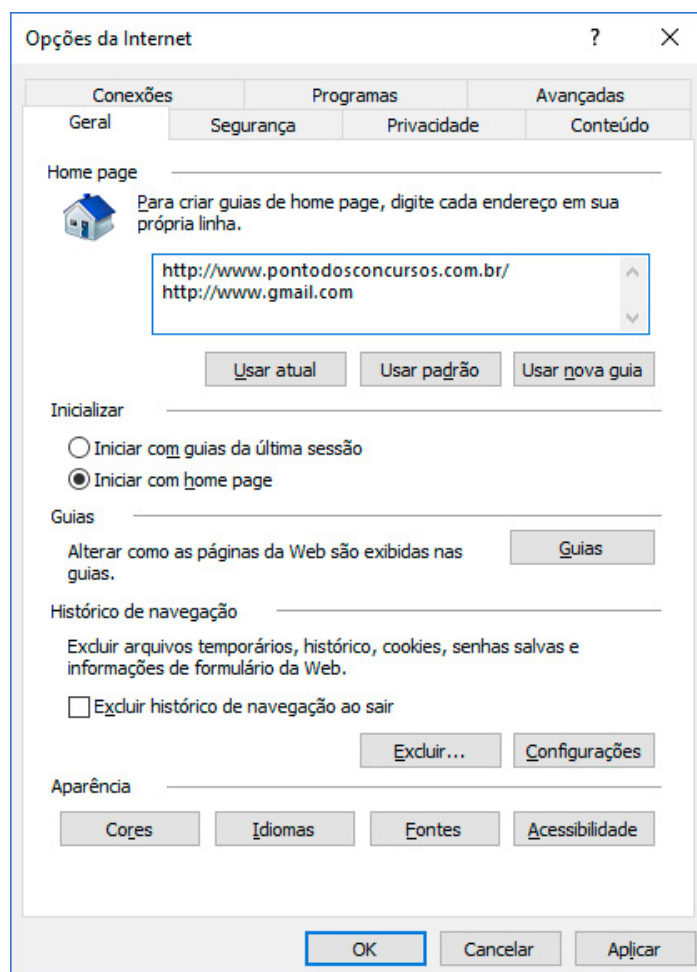 Opções da Internet
?
Conexões
Programas
Avançadas
Geral
Segurança
Privacidade
Conteúdo
Home page
Para criar guias de home page, digite cada endereço em sua
própria linha.
http://www.pontodosconcursos.com.br/
http://www.gmail.com
Usar atual
Usar padrão
Usar nova guia
Inicializar
Iniciar com guias da última sessão
Iniciar com home page
Guias
Alterar como as páginas da Web são exibidas nas
guias.
Guias
Histórico de navegação
Excluir arquivos temporários, histórico, cookies, senhas salvas e
informações de formulário da Web.
Excluir histórico de navegação ao sair
Excluir...
Configurações
Aparência
Cores
Idiomas
Fontes
Acessibilidade
OK
Cancelar
Aplicar